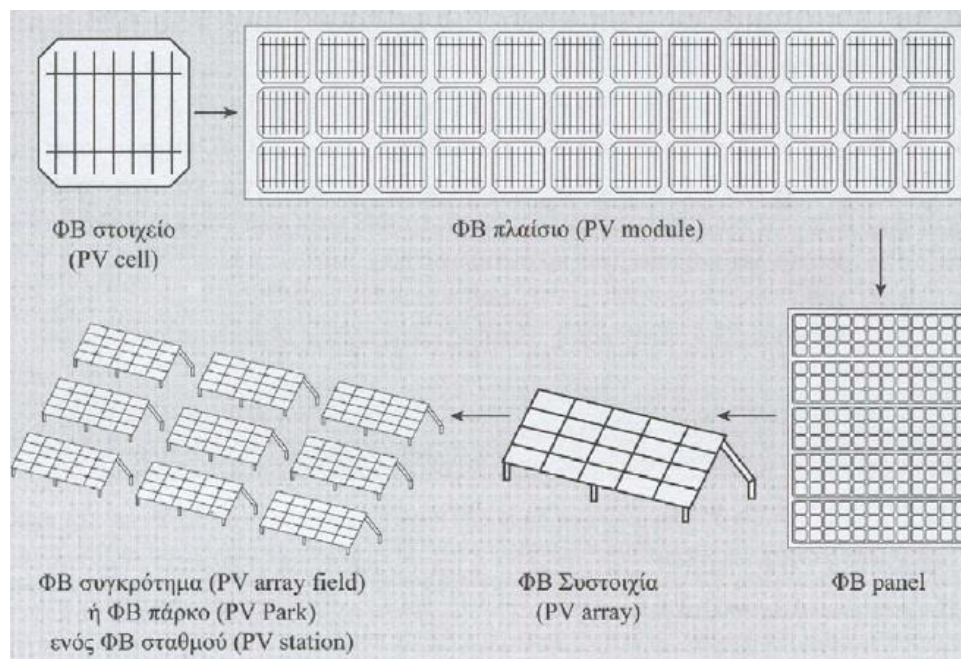 ΦΒ στοιχείο
(PV cell)
ΦΒ πλαίσιο (PV module)
ΦΒ συγκρότημα (PV array field)
ή ΦΒ πάρκο (PV Park)
ενός ΦΒ σταθμού (PV station)
ΦΒ Συστοιχία
(PV array)
ΦΒ panel